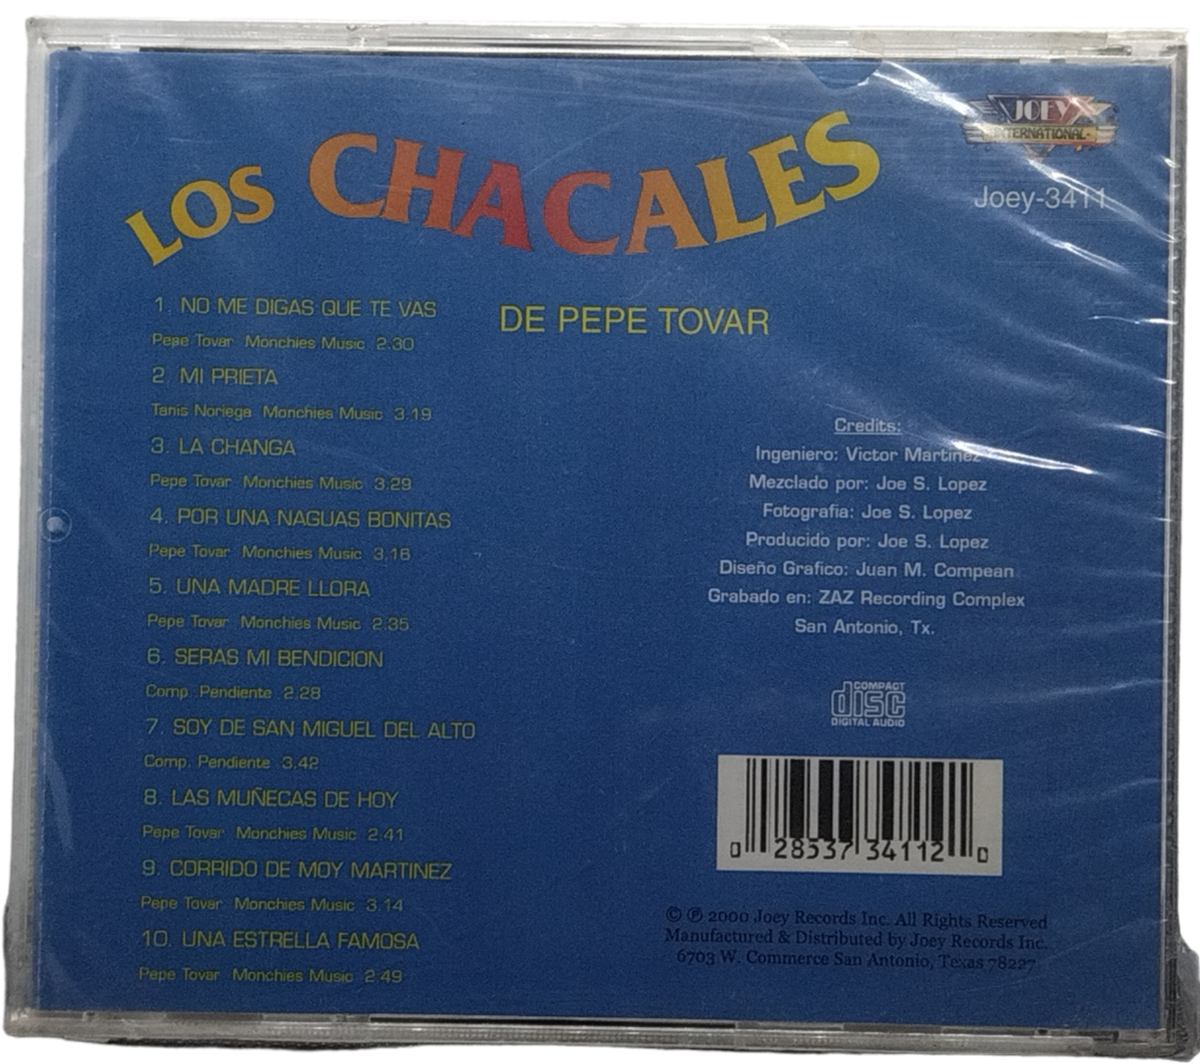 LOS CHACALES
DE PEPE TOVAR
JOEY
INTERNATIONAL
Joey-3411
1. NO ME DIGAS QUE TE VAS
Pepe Tovar Monchies Music 2.30
2. MI PRIETA
Tanis Noriega Monchies Music 3.19
3. LA CHANGA
Pepe Tovar Monchies Music 3.29
4. POR UNA NAGUAS BONITAS
Pepe Tovar Monchies Music 3.16
5. UNA MADRE LLORA
Pepe Tovar Monchies Music 2.35
6. SERAS MI BENDICION
Comp. Pendiente 2.28
7. SOY DE SAN MIGUEL DEL ALTO
Comp. Pendiente 3.42
8. LAS MUÑECAS DE HOY
Pepe Tovar Monchies Music 2.41
9. CORRIDO DE MOY MARTINEZ
Pepe Tovar Monchies Music 3.14
10. UNA ESTRELLA FAMOSA
Pepe Tovar Monchies Music 2.49
Credits:
Ingeniero: Victor Martinez
Mezclado por: Joe S. Lopez
Fotografia: Joe S. Lopez
Producido por: Joe S. Lopez
Diseño Grafico: Juan M. Compean
Grabado en: ZAZ Recording Complex
San Antonio, Tx.
COMPACT
disc
DIGITAL AUDIO
0 28537 34112 0
© ℗ 2000 Joey Records Inc. All Rights Reserved
Manufactured & Distributed by Joey Records Inc.
6703 W. Commerce San Antonio, Texas 78227